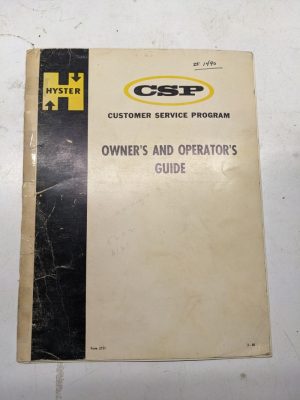 HYSTER
CSP
CUSTOMER SERVICE PROGRAM
OWNER'S AND OPERATOR'S
GUIDE